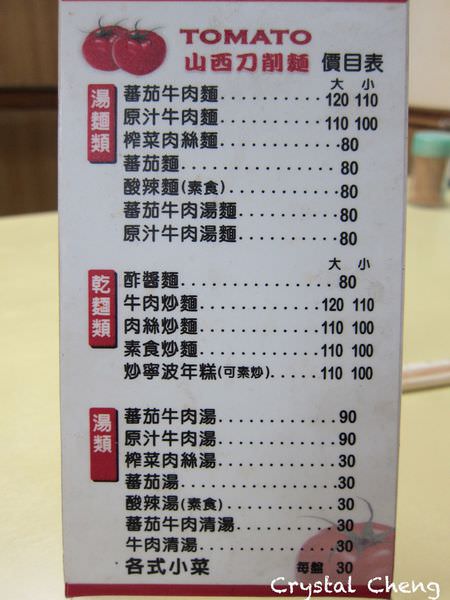 TOMATO
山西刀削麵 價目表
大 小
湯麵類
蕃茄牛肉麵..........120 110
原汁牛肉麵..........110 100
榨菜肉絲麵..........80
蕃茄麵..........80
酸辣麵(素食)..........80
蕃茄牛肉湯麵..........80
原汁牛肉湯麵..........80
大 小
乾麵類
酢醬麵..........80
牛肉炒麵..........120 110
肉絲炒麵..........110 100
素食炒麵..........110 100
炒寧波年糕(可素炒).....110 100
湯類
蕃茄牛肉湯..........90
原汁牛肉湯..........90
榨菜肉絲湯..........30
蕃茄湯..........30
酸辣湯(素食)..........30
蕃茄牛肉清湯..........30
牛肉清湯..........30
各式小菜 每盤 30
Crystal Cheng